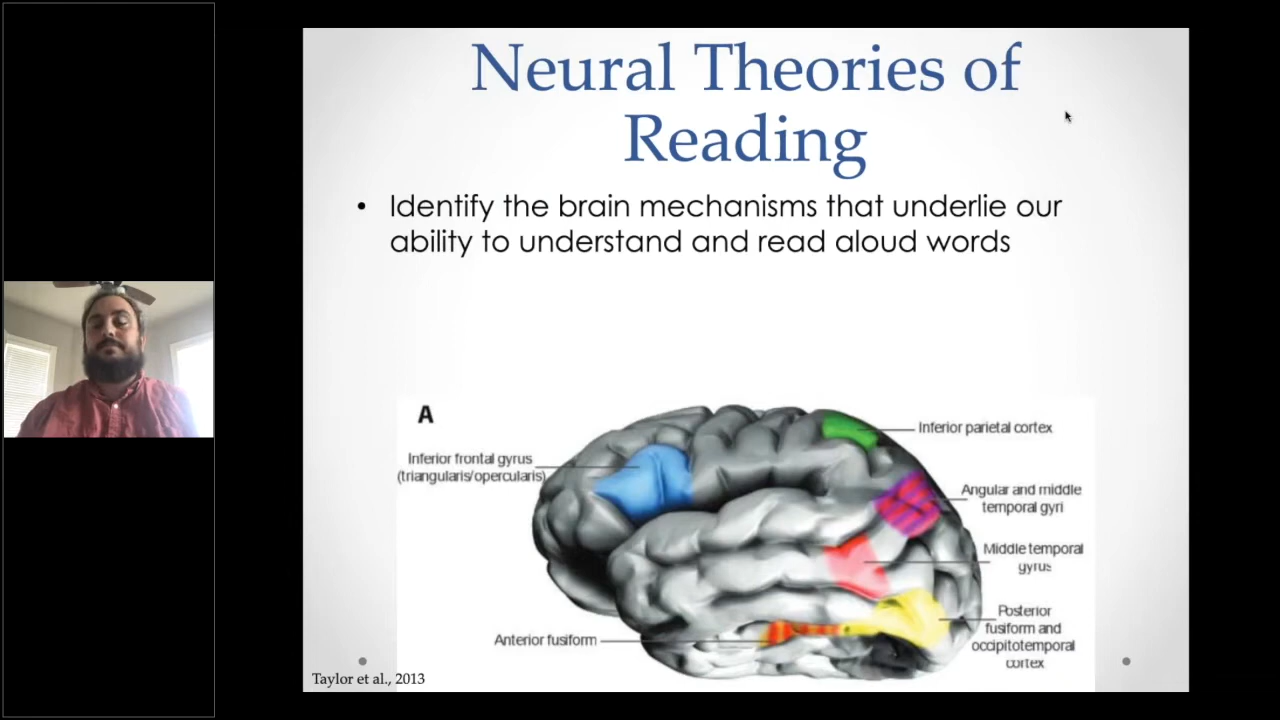 Neural Theories of
Reading
• Identify the brain mechanisms that underlie our
ability to understand and read aloud words
A
Inferior parietal cortex
Inferior frontal gyrus
(triangularis/opercularis)
Angular and middle
temporal gyri
Middle temporal
gyrus
Posterior
fusiform and
occipitotemporal
cortex
Anterior fusiform
Taylor et al., 2013